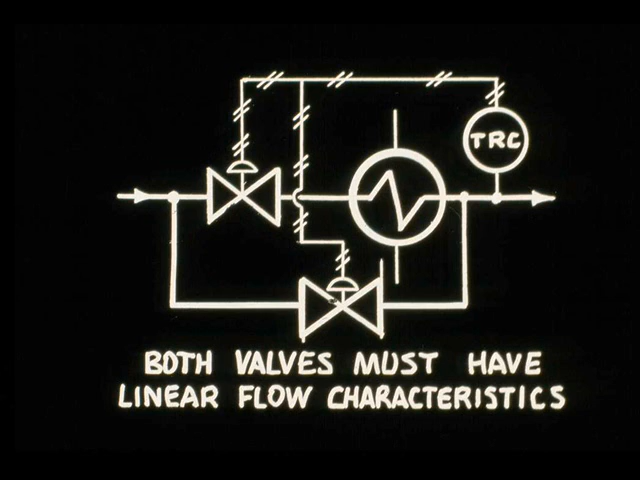 TRC
BOTH VALVES MUST HAVE
LINEAR FLOW CHARACTERISTICS